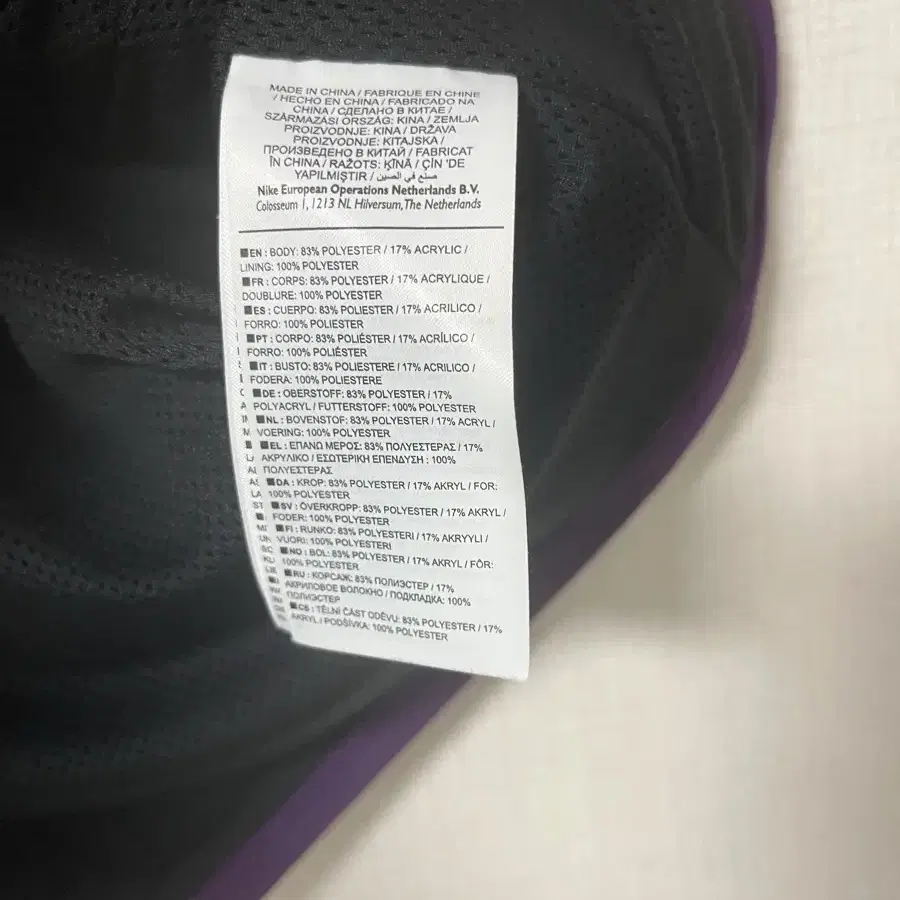 MADE IN CHINA / FABRIQUE EN CHINE
/ HECHO EN CHINA / FABRICADO NA
CHINA / СДЕЛАНО В КИТАЕ /
SZÁRMAZÁSI ORSZÁG: KINA / ZEMLJA
PROIZVODNJE: KINA / DRŽAVA
PROIZVODNJE: KITAJSKA /
ПРОИЗВЕДЕНО В КИТАЙ / FABRICAT
ÎN CHINA / RAŽOTS: ĶĪNĀ / ÇİN 'DE
YAPILMIŞTIR / صنع في الصين
Nike European Operations Netherlands B.V.
Colosseum 1, 1213 NL Hilversum, The Netherlands
EN : BODY: 83% POLYESTER / 17% ACRYLIC /
LINING: 100% POLYESTER
FR : CORPS: 83% POLYESTER / 17% ACRYLIQUE /
DOUBLURE: 100% POLYESTER
ES : CUERPO: 83% POLIESTER / 17% ACRILICO /
FORRO: 100% POLIESTER
PT : CORPO: 83% POLIÉSTER / 17% ACRÍLICO /
FORRO: 100% POLIÉSTER
IT : BUSTO: 83% POLIESTERE / 17% ACRILICO /
FODERA: 100% POLIESTERE
DE : OBERSTOFF: 83% POLYESTER / 17%
POLYACRYL / FUTTERSTOFF: 100% POLYESTER
NL : BOVENSTOF: 83% POLYESTER / 17% ACRYL /
VOERING: 100% POLYESTER
EL : ΕΠΑΝΩ ΜΕΡΟΣ: 83% ΠΟΛΥΕΣΤΕΡΑΣ / 17%
ΑΚΡΥΛΙΚΟ / ΕΣΩΤΕΡΙΚΗ ΕΠΕΝΔΥΣΗ : 100%
ΠΟΛΥΕΣΤΕΡΑΣ
DA : KROP: 83% POLYESTER / 17% AKRYL / FOR:
100% POLYESTER
SV : ÖVERKROPP: 83% POLYESTER / 17% AKRYL /
FODER: 100% POLYESTER
FI : RUNKO: 83% POLYESTERI / 17% AKRYYLI /
VUORI: 100% POLYESTERI
NO : BOL: 83% POLYESTER / 17% AKRYL / FÔR:
100% POLYESTER
RU : КОРСАЖ: 83% ПОЛИЭСТЕР / 17%
АКРИЛОВОЕ ВОЛОКНО / ПОДКЛАДКА: 100%
ПОЛИЭСТЕР
CS : TĚLNÍ ČÁST ODĚVU: 83% POLYESTER / 17%
AKRYL / PODŠÍVKA: 100% POLYESTER